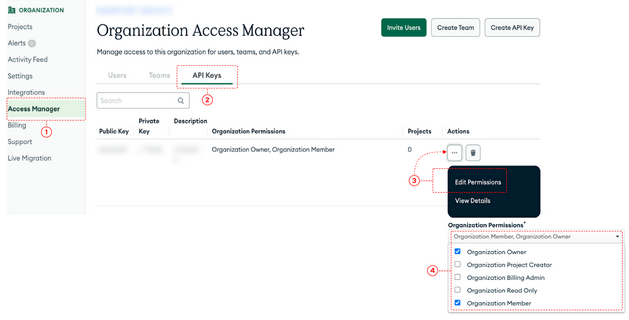 ORGANIZATION
Projects
Alerts 0
Activity Feed
Settings
Integrations
Access Manager
1
Billing
Support
Live Migration
Organization Access Manager
Invite Users
Create Team
Create API Key
Manage access to this organization for users, teams, and API keys.
Users
Teams
API Keys
2
Search
Public Key
Private Key
Description
Organization Permissions
Projects
Actions
Organization Owner, Organization Member
0
...
3
Edit Permissions
View Details
Organization Permissions*
Organization Member, Organization Owner
4
Organization Owner
Organization Project Creator
Organization Billing Admin
Organization Read Only
Organization Member